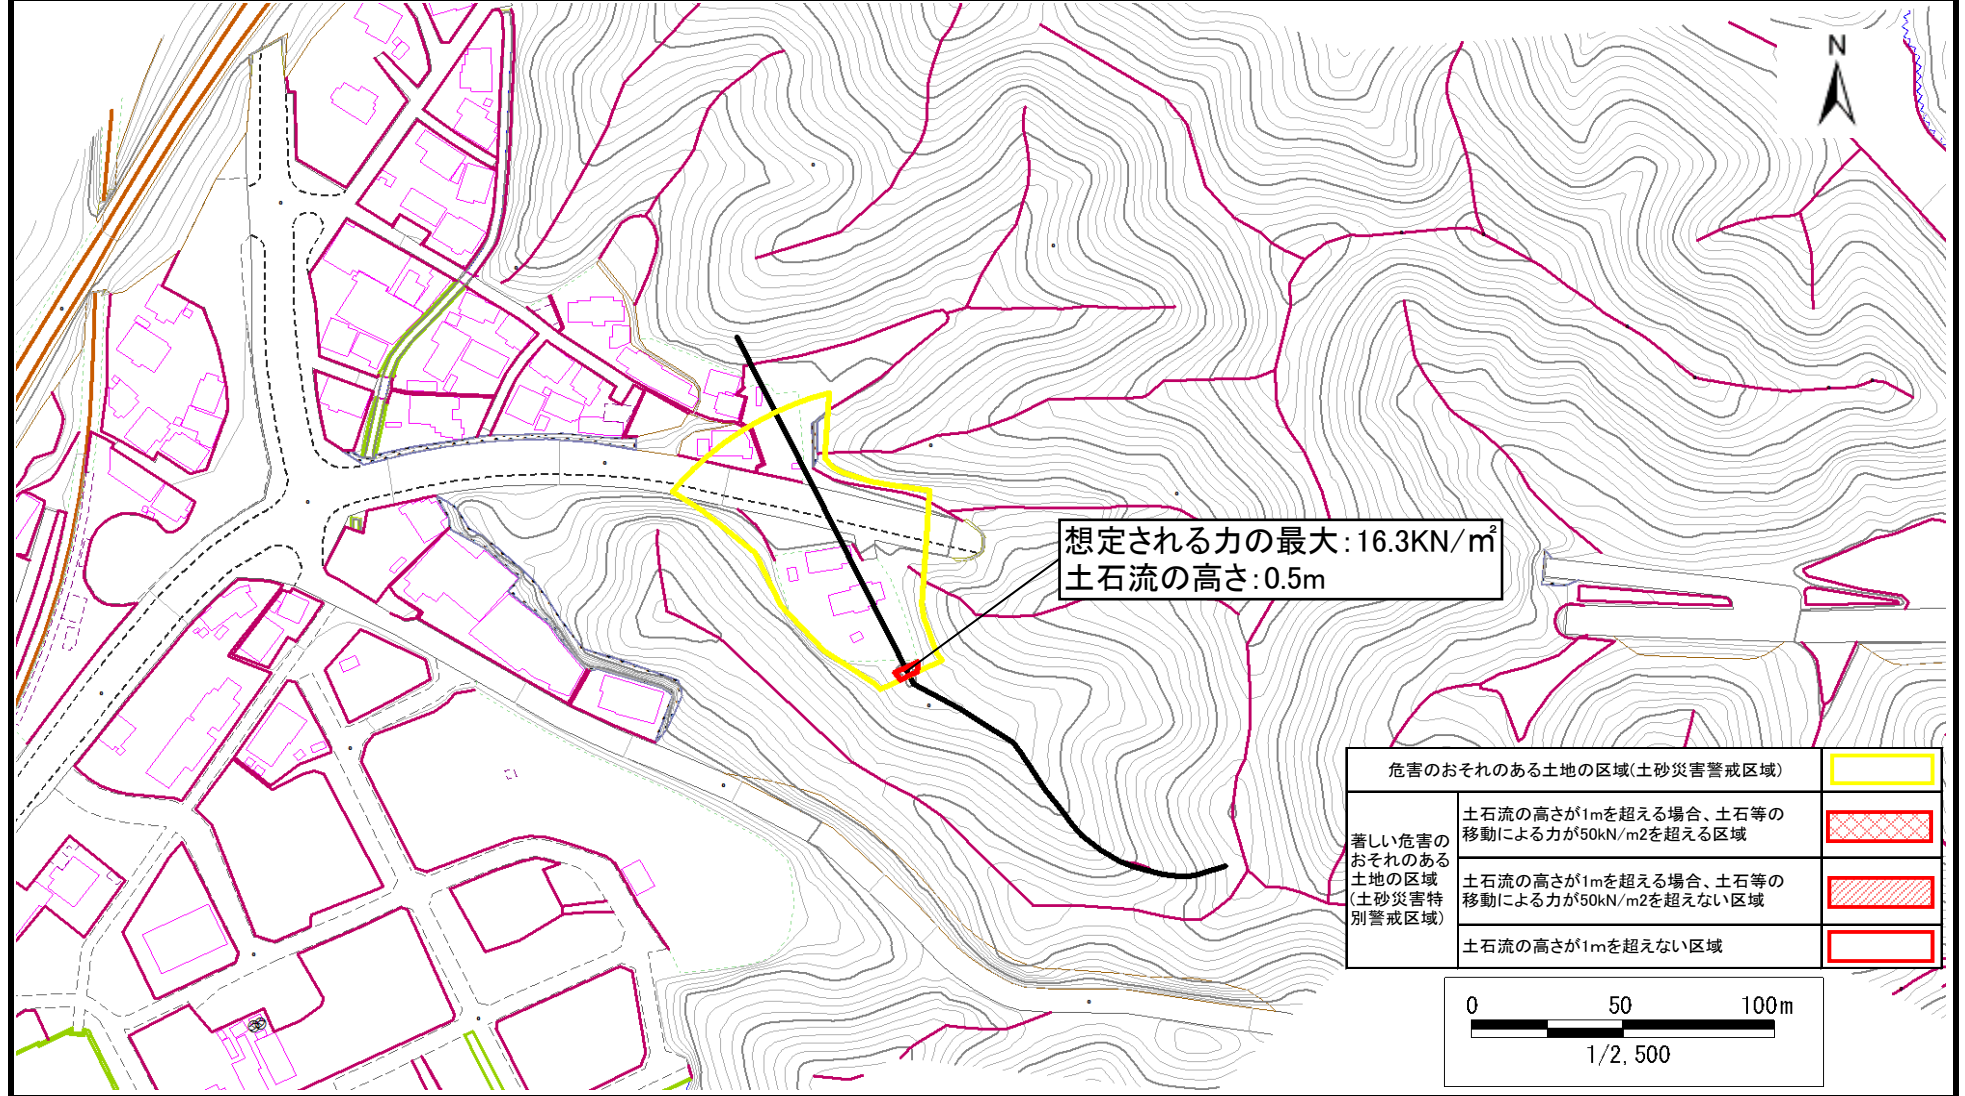 N
想定される力の最大:16.3KN/㎡
土石流の高さ:0.5m
危害のおそれのある土地の区域(土砂災害警戒区域)
著しい危害の
おそれのある
土地の区域
(土砂災害特
別警戒区域)
土石流の高さが1mを超える場合、土石等の
移動による力が50kN/m2を超える区域
土石流の高さが1mを超える場合、土石等の
移動による力が50kN/m2を超えない区域
土石流の高さが1mを超えない区域
0 50 100m
1/2,500